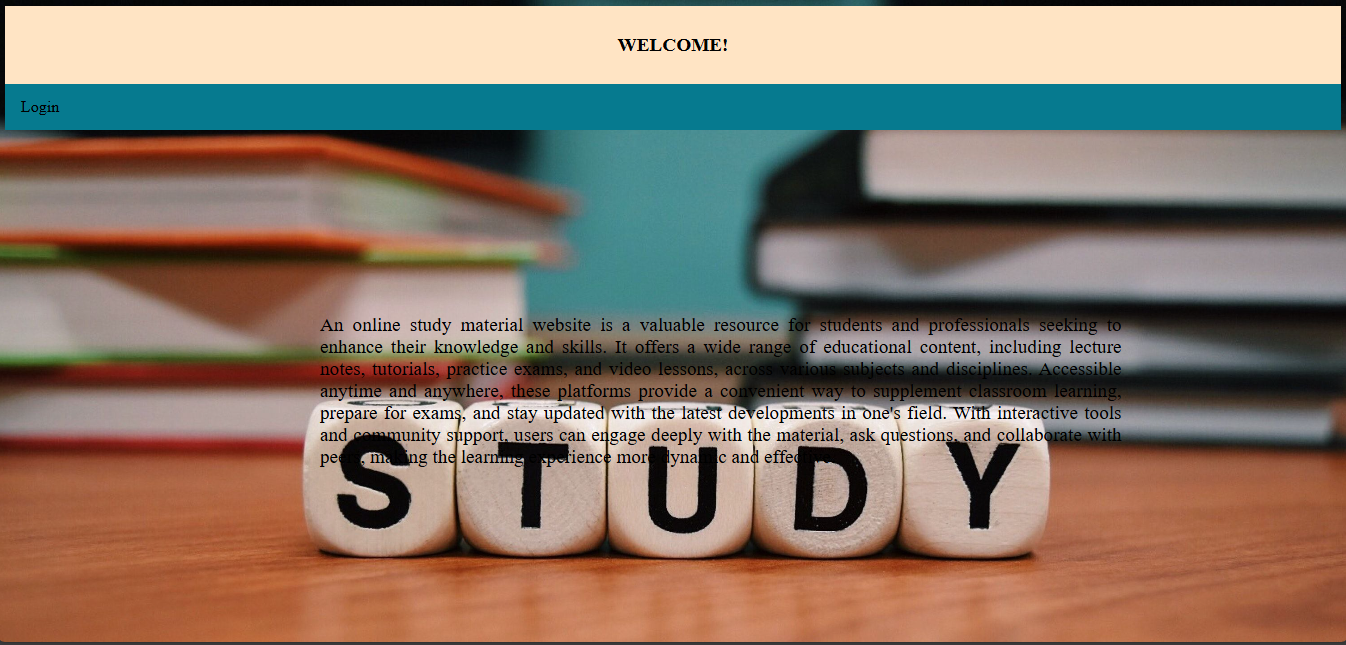 WELCOME!
Login
An online study material website is a valuable resource for students and professionals seeking to
enhance their knowledge and skills. It offers a wide range of educational content, including lecture
notes, tutorials, practice exams, and video lessons, across various subjects and disciplines. Accessible
anytime and anywhere, these platforms provide a convenient way to supplement classroom learning,
prepare for exams, and stay updated with the latest developments in one's field. With interactive tools
and community support, users can engage deeply with the material, ask questions, and collaborate with
peers, making the learning experience more dynamic and effective.
STUDY